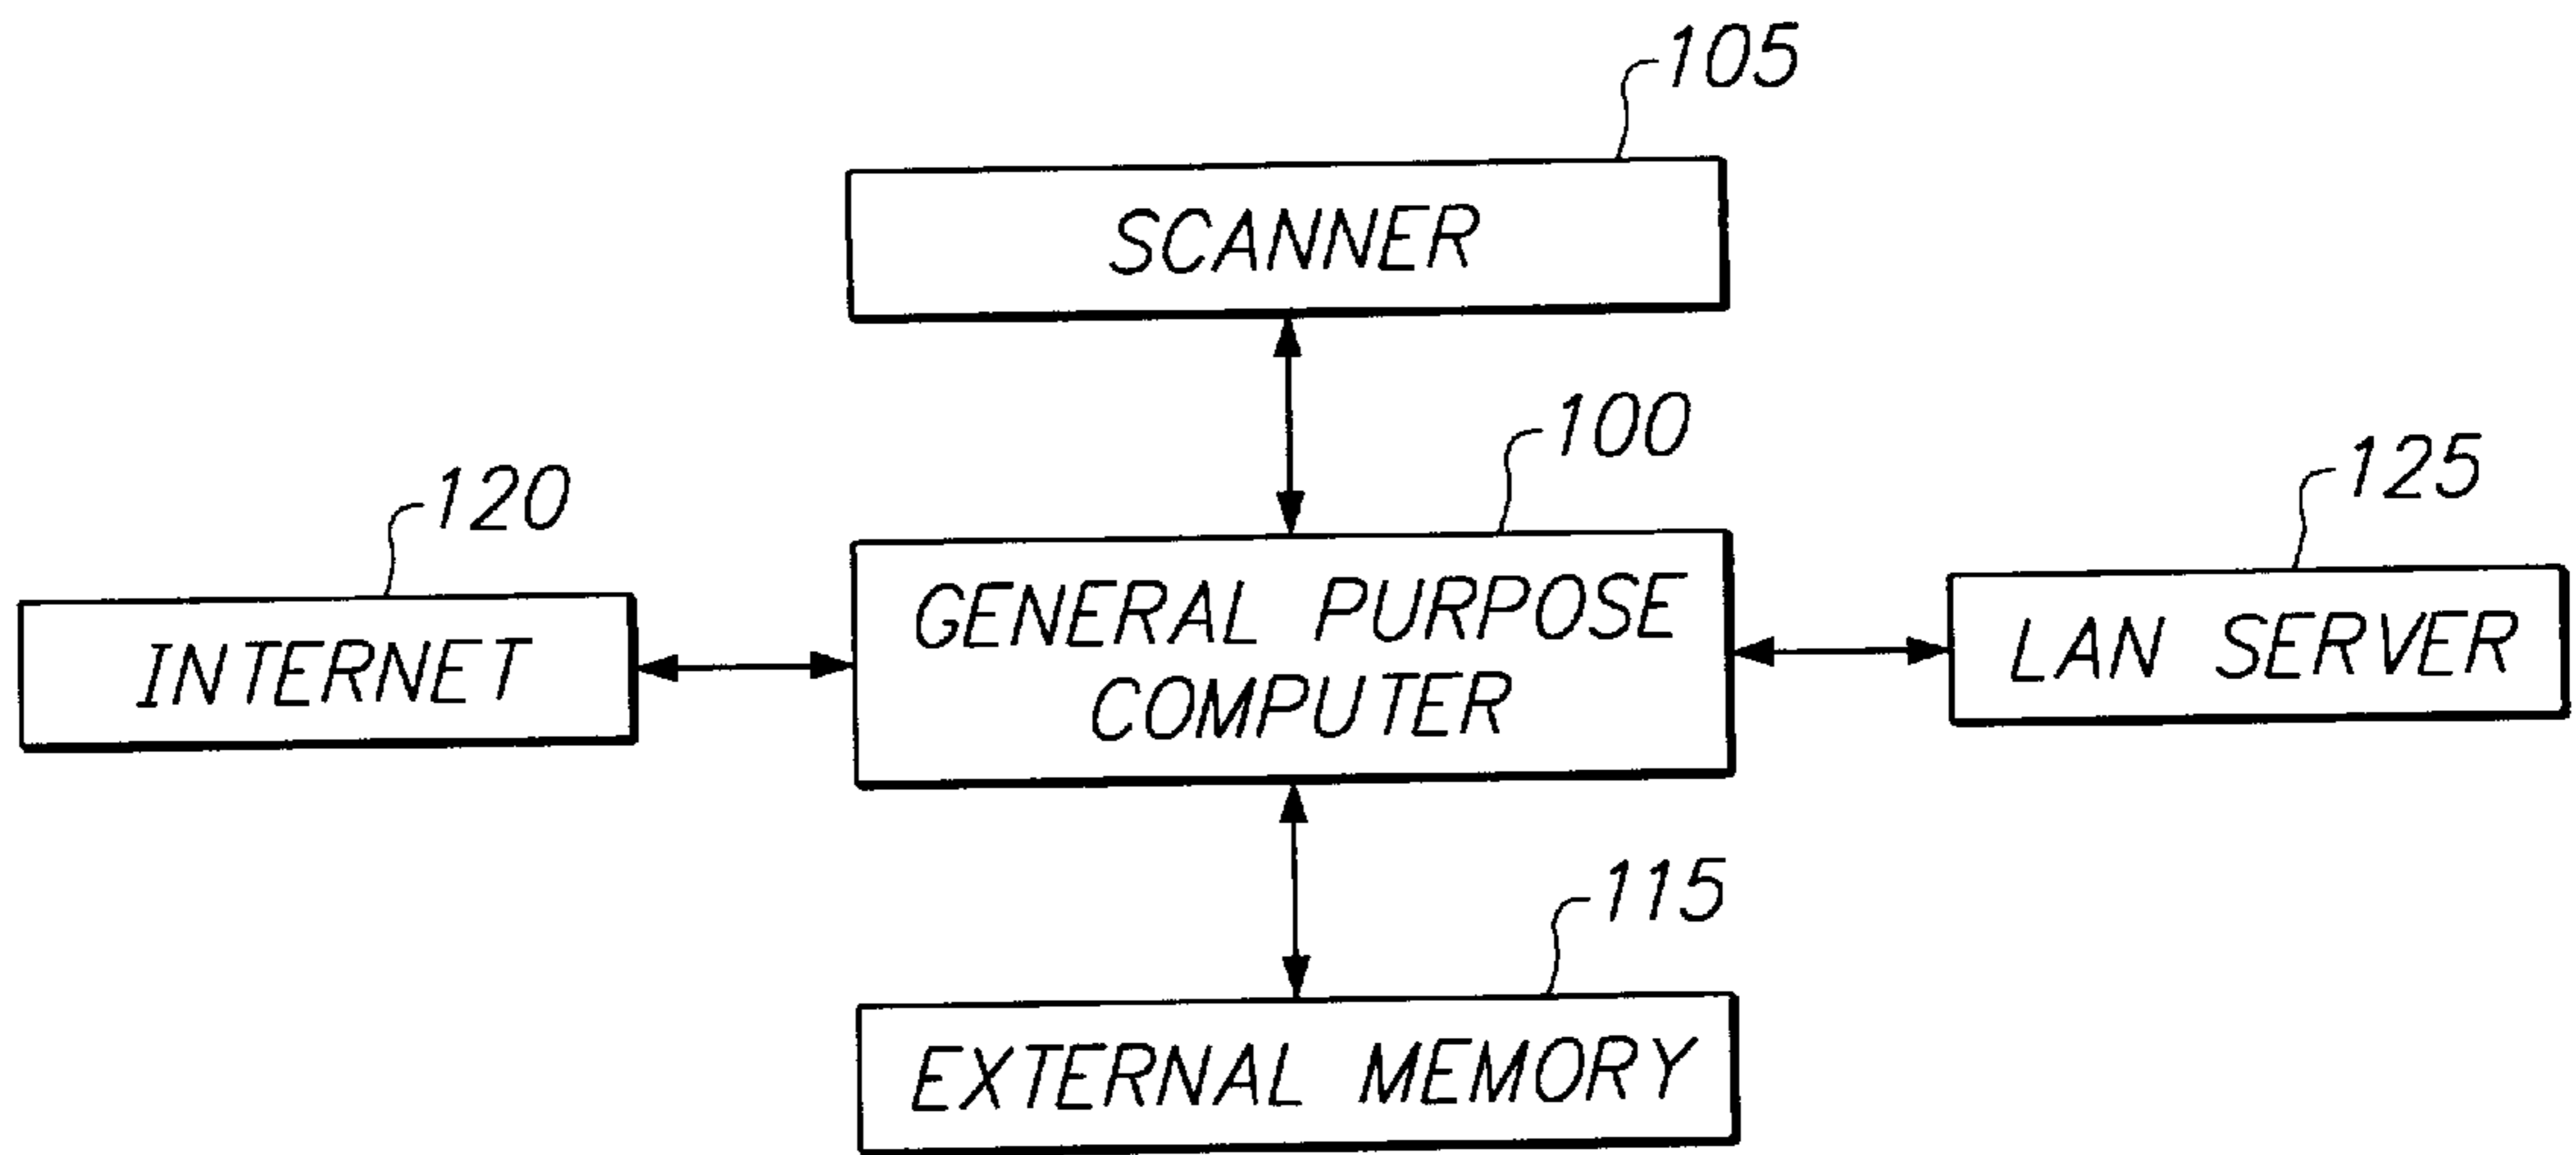 105
SCANNER
100
120
125
GENERAL PURPOSE
COMPUTER
INTERNET
LAN SERVER
115
EXTERNAL MEMORY